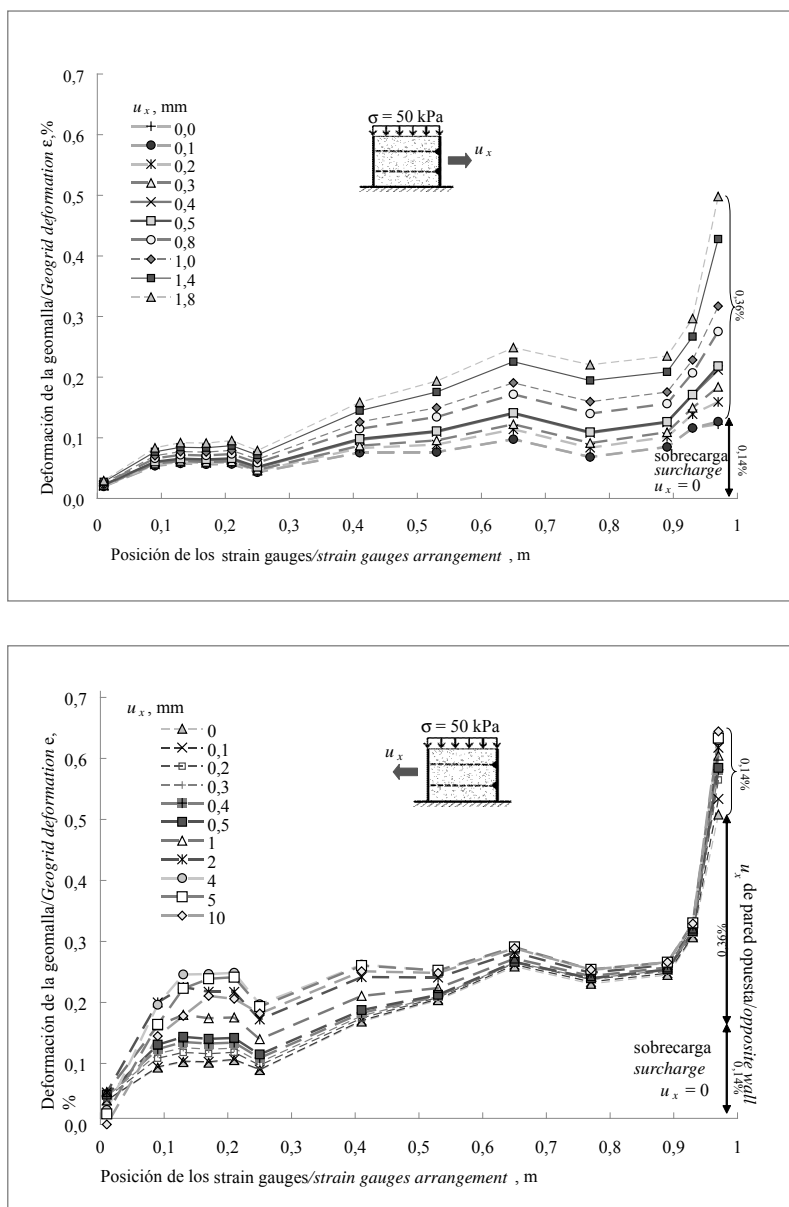 0,7
0,6
0,5
0,4
0,3
0,2
0,1
0,0
Deformación de la geomalla/Geogrid deformation ε,%
u x , mm
0,0
0,1
0,2
0,3
0,4
0,5
0,8
1,0
1,4
1,8
σ = 50 kPa
u x
0,36%
sobrecarga
surcharge
u x = 0
0,14%
0 0,1 0,2 0,3 0,4 0,5 0,6 0,7 0,8 0,9 1
Posición de los strain gauges/strain gauges arrangement , m
0,7
0,6
0,5
0,4
0,3
0,2
0,1
0,0
Deformación de la geomalla/Geogrid deformation e,
%
u x , mm
0
0,1
0,2
0,3
0,4
0,5
1
2
4
5
10
σ = 50 kPa
u x
0,14%
u x de pared opuesta/opposite wall
0,36%
sobrecarga
surcharge
u x = 0
0,14%
0 0,1 0,2 0,3 0,4 0,5 0,6 0,7 0,8 0,9 1
Posición de los strain gauges/strain gauges arrangement , m